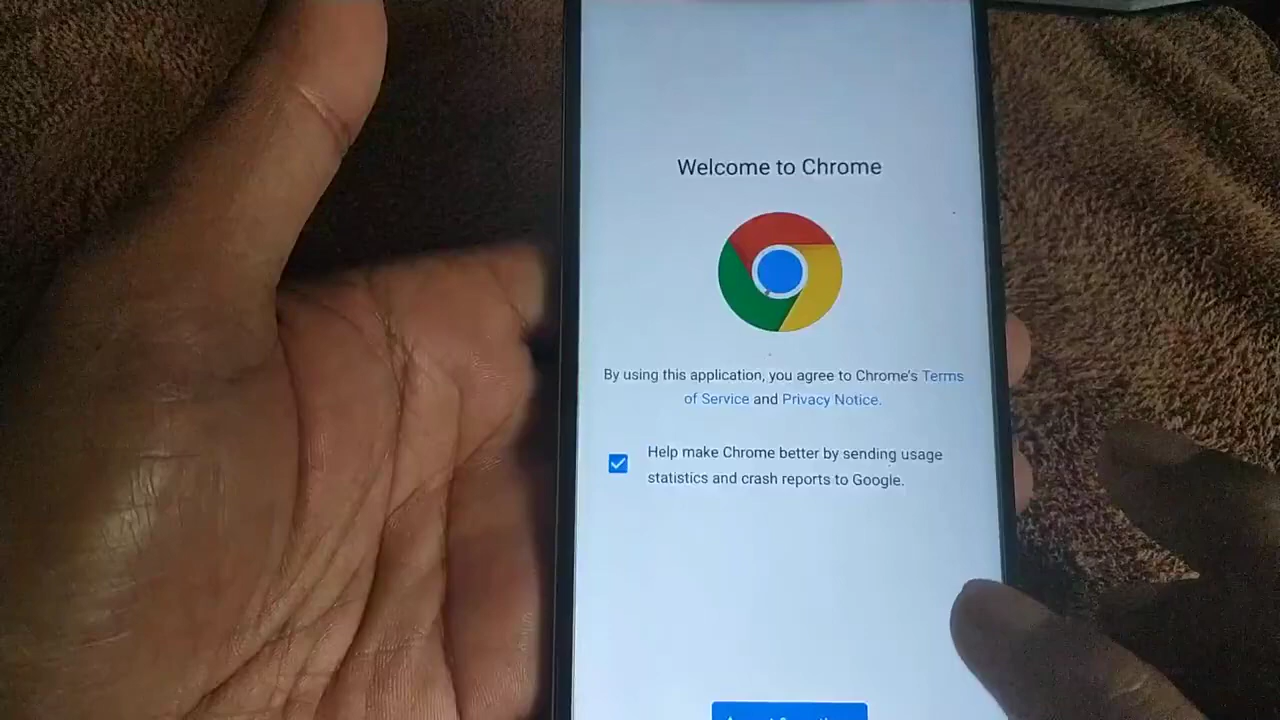 Welcome to Chrome
By using this application, you agree to Chrome's Terms
of Service and Privacy Notice.
Help make Chrome better by sending usage
statistics and crash reports to Google.